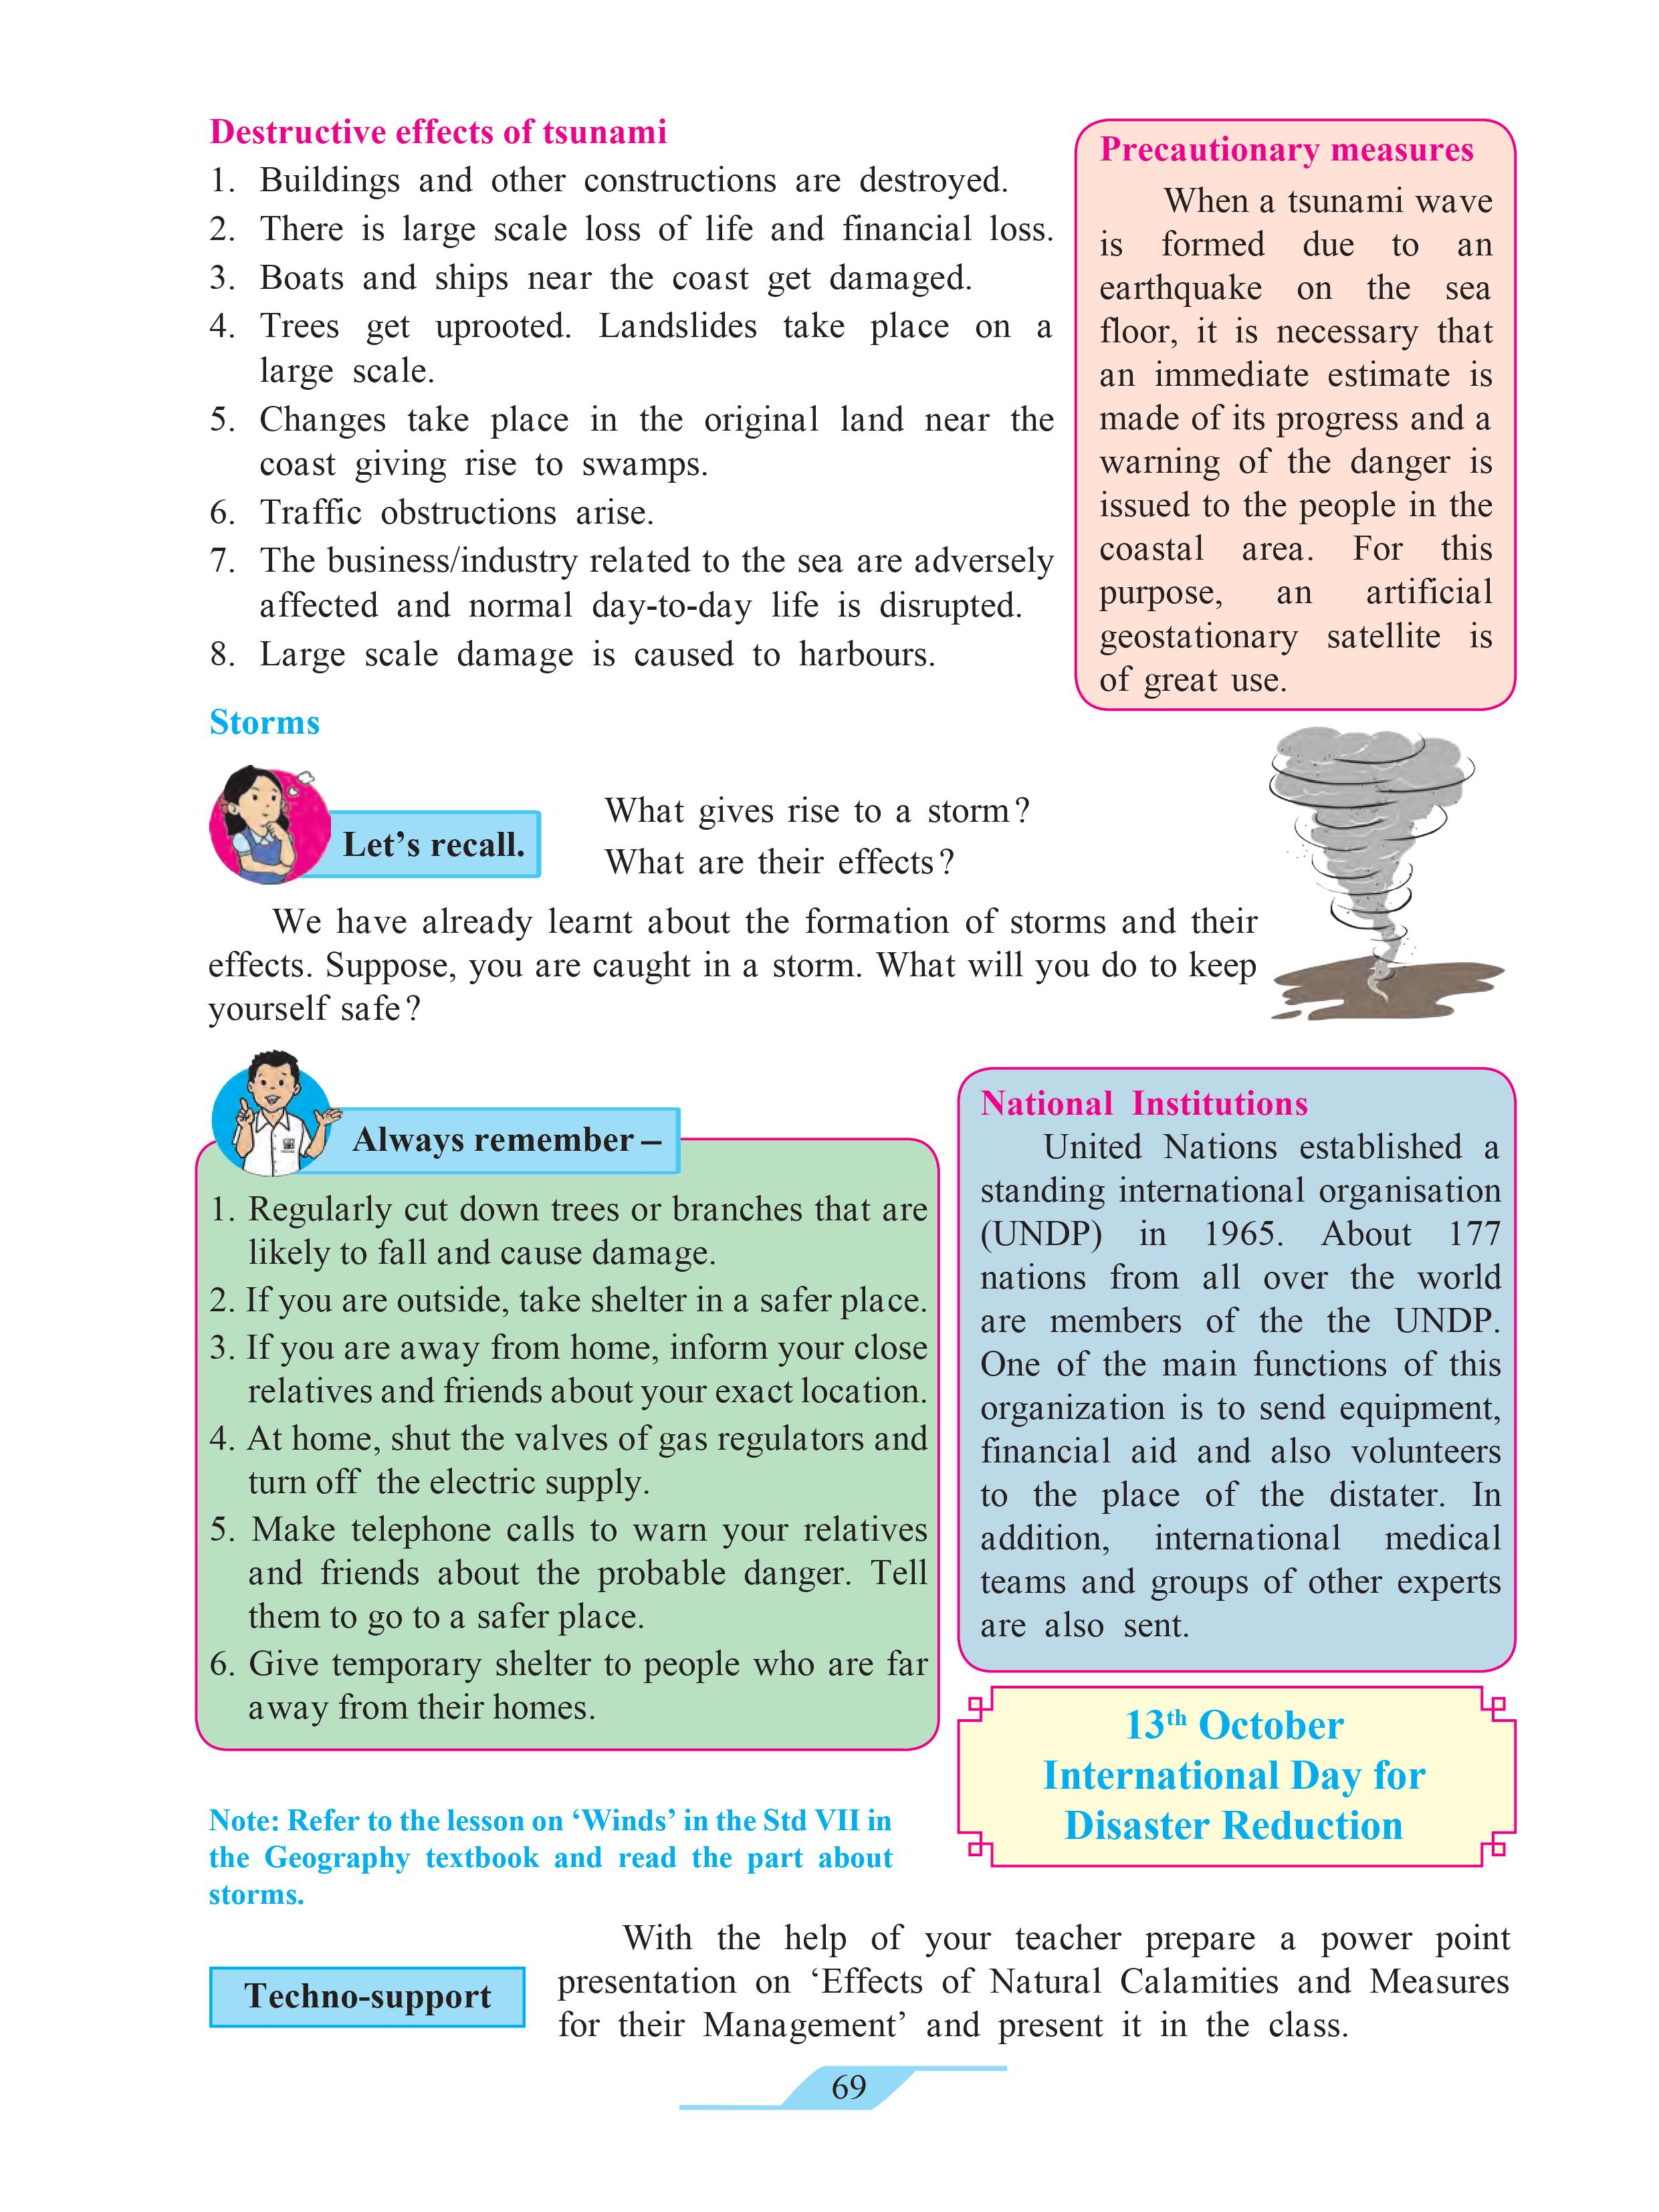 Destructive effects of tsunami
1. Buildings and other constructions are destroyed.
2. There is large scale loss of life and financial loss.
3. Boats and ships near the coast get damaged.
4. Trees get uprooted. Landslides take place on a
large scale.
5. Changes take place in the original land near the
coast giving rise to swamps.
6. Traffic obstructions arise.
7. The business/industry related to the sea are adversely
affected and normal day-to-day life is disrupted.
8. Large scale damage is caused to harbours.
Precautionary measures
When a tsunami wave
is formed due to an
earthquake on the sea
floor, it is necessary that
an immediate estimate is
made of its progress and a
warning of the danger is
issued to the people in the
coastal area. For this
purpose, an artificial
geostationary satellite is
of great use.
Storms
Let's recall.
What gives rise to a storm?
What are their effects?
We have already learnt about the formation of storms and their
effects. Suppose, you are caught in a storm. What will you do to keep
yourself safe?
Always remember –
1. Regularly cut down trees or branches that are
likely to fall and cause damage.
2. If you are outside, take shelter in a safer place.
3. If you are away from home, inform your close
relatives and friends about your exact location.
4. At home, shut the valves of gas regulators and
turn off the electric supply.
5. Make telephone calls to warn your relatives
and friends about the probable danger. Tell
them to go to a safer place.
6. Give temporary shelter to people who are far
away from their homes.
National Institutions
United Nations established a
standing international organisation
(UNDP) in 1965. About 177
nations from all over the world
are members of the the UNDP.
One of the main functions of this
organization is to send equipment,
financial aid and also volunteers
to the place of the distater. In
addition, international medical
teams and groups of other experts
are also sent.
13th October
International Day for
Disaster Reduction
Note: Refer to the lesson on ‘Winds’ in the Std VII in
the Geography textbook and read the part about
storms.
Techno-support
With the help of your teacher prepare a power point
presentation on ‘Effects of Natural Calamities and Measures
for their Management’ and present it in the class.
69